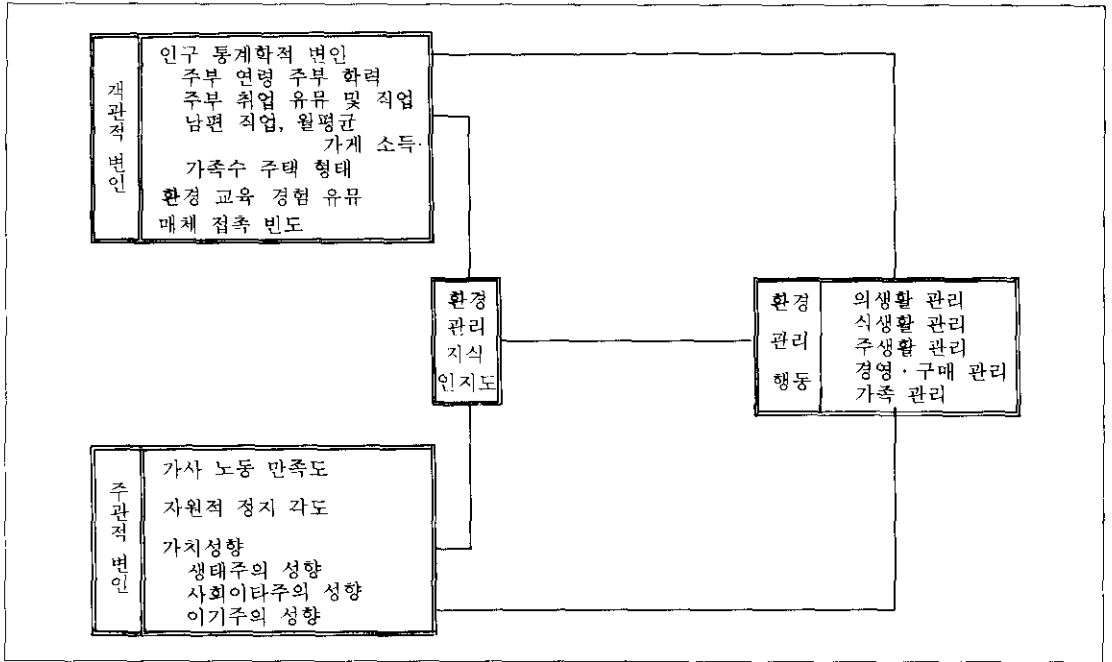 객관적 변인
인구 통계학적 변인
주부 연령 주부 학력
주부 취업 유뮤 및 직업
남편 직업, 월평균
가게 소득·
가족수 주택 형태
환경 교육 경험 유뮤
매체 접촉 빈도
환경
관리
지식
인지도
환경
관리
행동
의생활 관리
식생활 관리
주생활 관리
경영·구매 관리
가족 관리
주관적 변인
가사 노동 만족도
자원적 정지 각도
가치성향
생태주의 성향
사회이타주의 성향
이기주의 성향